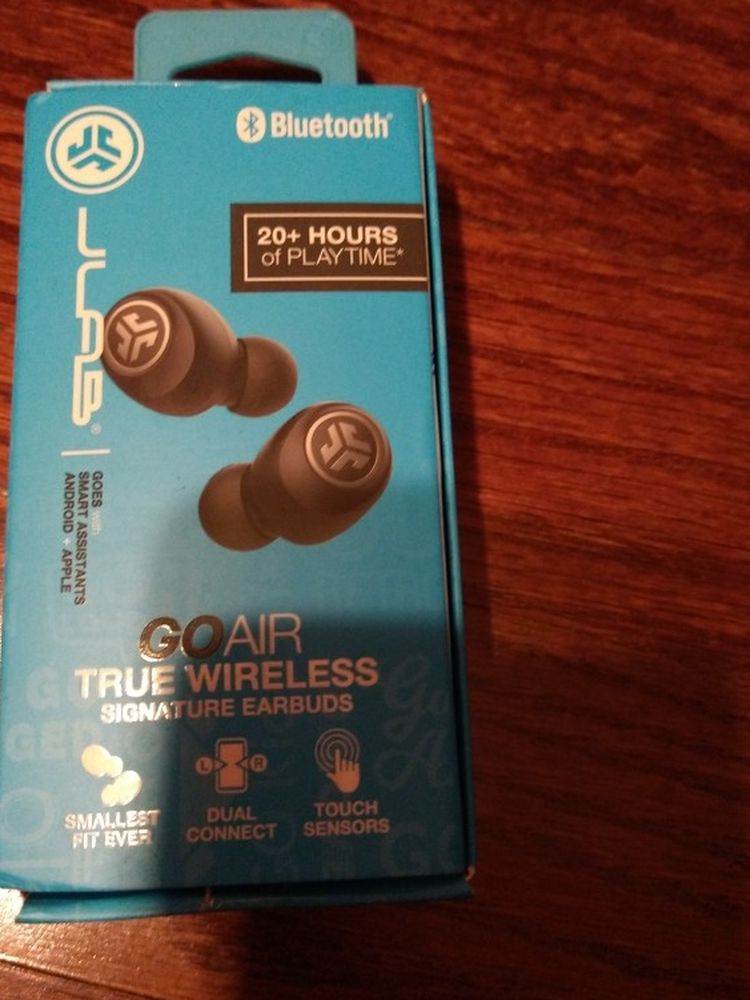 Bluetooth®
20+ HOURS
of PLAYTIME*
JLAB®
GOES with
SMART ASSISTANTS
ANDROID + APPLE
GOAIR
TRUE WIRELESS
SIGNATURE EARBUDS
SMALLEST
FIT EVER
L R
DUAL
CONNECT
TOUCH
SENSORS